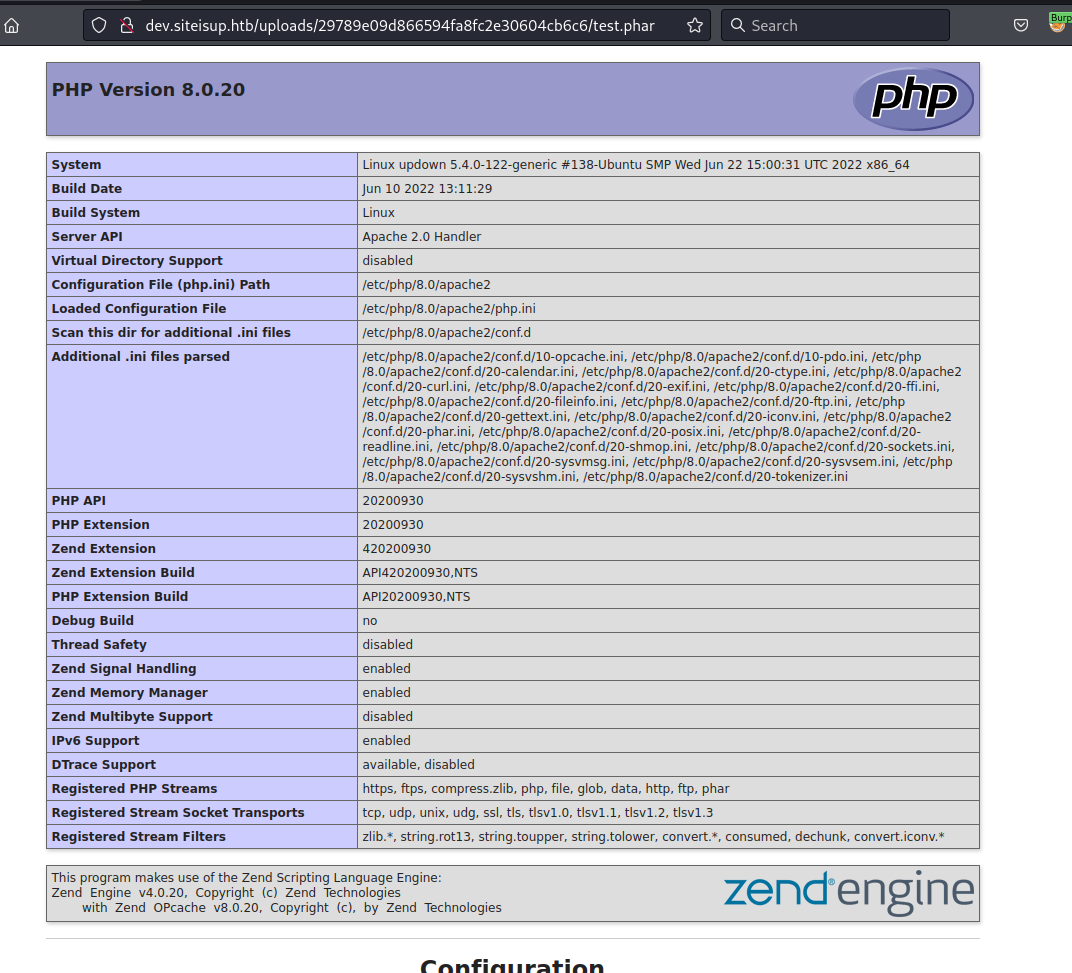 dev.siteisup.htb/uploads/29789e09d866594fa8fc2e30604cb6c6/test.phar
Search
Burp
PHP Version 8.0.20
php
System Linux updown 5.4.0-122-generic #138-Ubuntu SMP Wed Jun 22 15:00:31 UTC 2022 x86_64
Build Date Jun 10 2022 13:11:29
Build System Linux
Server API Apache 2.0 Handler
Virtual Directory Support disabled
Configuration File (php.ini) Path /etc/php/8.0/apache2
Loaded Configuration File /etc/php/8.0/apache2/php.ini
Scan this dir for additional .ini files /etc/php/8.0/apache2/conf.d
Additional .ini files parsed /etc/php/8.0/apache2/conf.d/10-opcache.ini, /etc/php/8.0/apache2/conf.d/10-pdo.ini, /etc/php
/8.0/apache2/conf.d/20-calendar.ini, /etc/php/8.0/apache2/conf.d/20-ctype.ini, /etc/php/8.0/apache2
/conf.d/20-curl.ini, /etc/php/8.0/apache2/conf.d/20-exif.ini, /etc/php/8.0/apache2/conf.d/20-ffi.ini,
/etc/php/8.0/apache2/conf.d/20-fileinfo.ini, /etc/php/8.0/apache2/conf.d/20-ftp.ini, /etc/php
/8.0/apache2/conf.d/20-gettext.ini, /etc/php/8.0/apache2/conf.d/20-iconv.ini, /etc/php/8.0/apache2
/conf.d/20-phar.ini, /etc/php/8.0/apache2/conf.d/20-posix.ini, /etc/php/8.0/apache2/conf.d/20-
readline.ini, /etc/php/8.0/apache2/conf.d/20-shmop.ini, /etc/php/8.0/apache2/conf.d/20-sockets.ini,
/etc/php/8.0/apache2/conf.d/20-sysvmsg.ini, /etc/php/8.0/apache2/conf.d/20-sysvsem.ini, /etc/php
/8.0/apache2/conf.d/20-sysvshm.ini, /etc/php/8.0/apache2/conf.d/20-tokenizer.ini
PHP API 20200930
PHP Extension 20200930
Zend Extension 420200930
Zend Extension Build API420200930,NTS
PHP Extension Build API20200930,NTS
Debug Build no
Thread Safety disabled
Zend Signal Handling enabled
Zend Memory Manager enabled
Zend Multibyte Support disabled
IPv6 Support enabled
DTrace Support available, disabled
Registered PHP Streams https, ftps, compress.zlib, php, file, glob, data, http, ftp, phar
Registered Stream Socket Transports tcp, udp, unix, udg, ssl, tls, tlsv1.0, tlsv1.1, tlsv1.2, tlsv1.3
Registered Stream Filters zlib.*, string.rot13, string.toupper, string.tolower, convert.*, consumed, dechunk, convert.iconv.*
This program makes use of the Zend Scripting Language Engine:
Zend Engine v4.0.20, Copyright (c) Zend Technologies
with Zend OPcache v8.0.20, Copyright (c), by Zend Technologies
zend®engine
Configuration